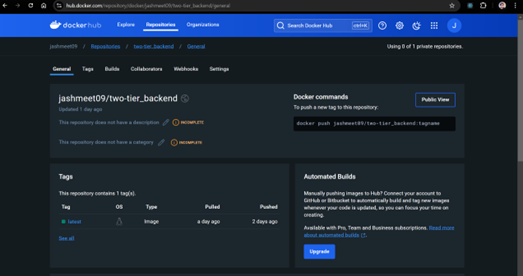 hub.docker.com/repository/docker/jashmeet09/two-tier_backend/general
dockerhub
Explore
Repositories
Organizations
Search Docker Hub
ctrl+K
J
jashmeet09 / Repositories / two-tier_backend / General
Using 0 of 1 private repositories.
General
Tags
Builds
Collaborators
Webhooks
Settings
jashmeet09/two-tier_backend
Updated 1 day ago
This repository does not have a description
INCOMPLETE
This repository does not have a category
INCOMPLETE
Docker commands
Public View
To push a new tag to this repository:
docker push jashmeet09/two-tier_backend:tagname
Tags
This repository contains 1 tag(s).
Tag OS Type Pulled Pushed
latest Image a day ago 2 days ago
See all
Automated Builds
Manually pushing images to Hub? Connect your account to
GitHub or Bitbucket to automatically build and tag new images
whenever your code is updated, so you can focus your time on
creating.
Available with Pro, Team and Business subscriptions. Read more
about automated builds
Upgrade